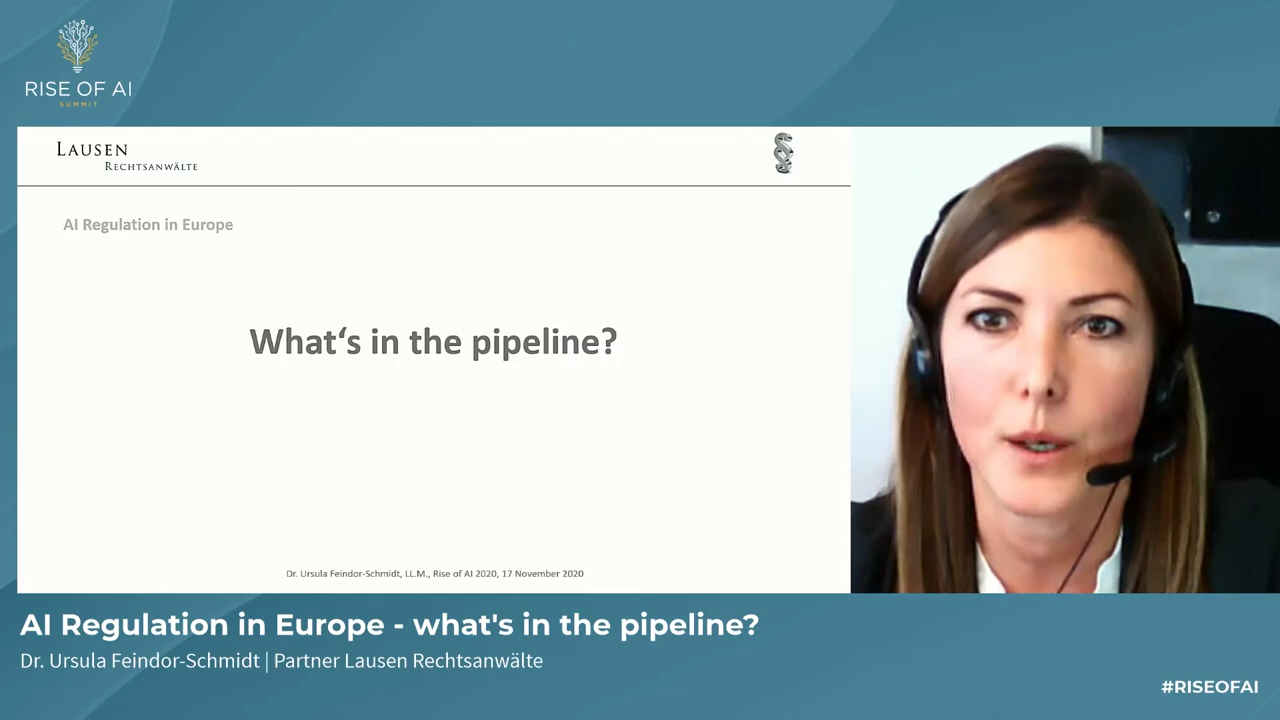 RISE OF AI
SUMMIT
LAUSEN
RECHTSANWÄLTE
AI Regulation in Europe
What‘s in the pipeline?
Dr. Ursula Feindor-Schmidt, LL.M., Rise of AI 2020, 17 November 2020
AI Regulation in Europe - what's in the pipeline?
Dr. Ursula Feindor-Schmidt | Partner Lausen Rechtsanwälte
#RISEOFAI